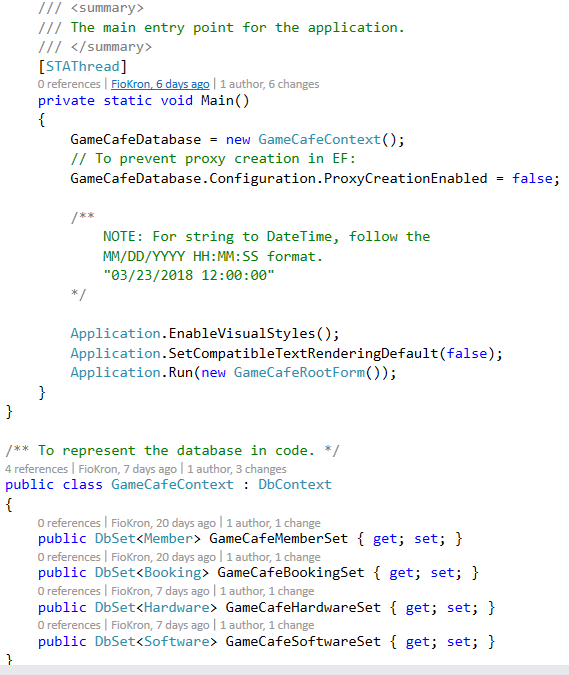 /// <summary>
/// The main entry point for the application.
/// </summary>
[STAThread]
0 references | FioKron, 6 days ago | 1 author, 6 changes
private static void Main()
{
GameCafeDatabase = new GameCafeContext();
// To prevent proxy creation in EF:
GameCafeDatabase.Configuration.ProxyCreationEnabled = false;
/**
NOTE: For string to DateTime, follow the
MM/DD/YYYY HH:MM:SS format.
"03/23/2018 12:00:00"
*/
Application.EnableVisualStyles();
Application.SetCompatibleTextRenderingDefault(false);
Application.Run(new GameCafeRootForm());
}
}
/** To represent the database in code. */
4 references | FioKron, 7 days ago | 1 author, 3 changes
public class GameCafeContext : DbContext
{
0 references | FioKron, 20 days ago | 1 author, 1 change
public DbSet<Member> GameCafeMemberSet { get; set; }
0 references | FioKron, 20 days ago | 1 author, 1 change
public DbSet<Booking> GameCafeBookingSet { get; set; }
0 references | FioKron, 7 days ago | 1 author, 1 change
public DbSet<Hardware> GameCafeHardwareSet { get; set; }
0 references | FioKron, 7 days ago | 1 author, 1 change
public DbSet<Software> GameCafeSoftwareSet { get; set; }
}